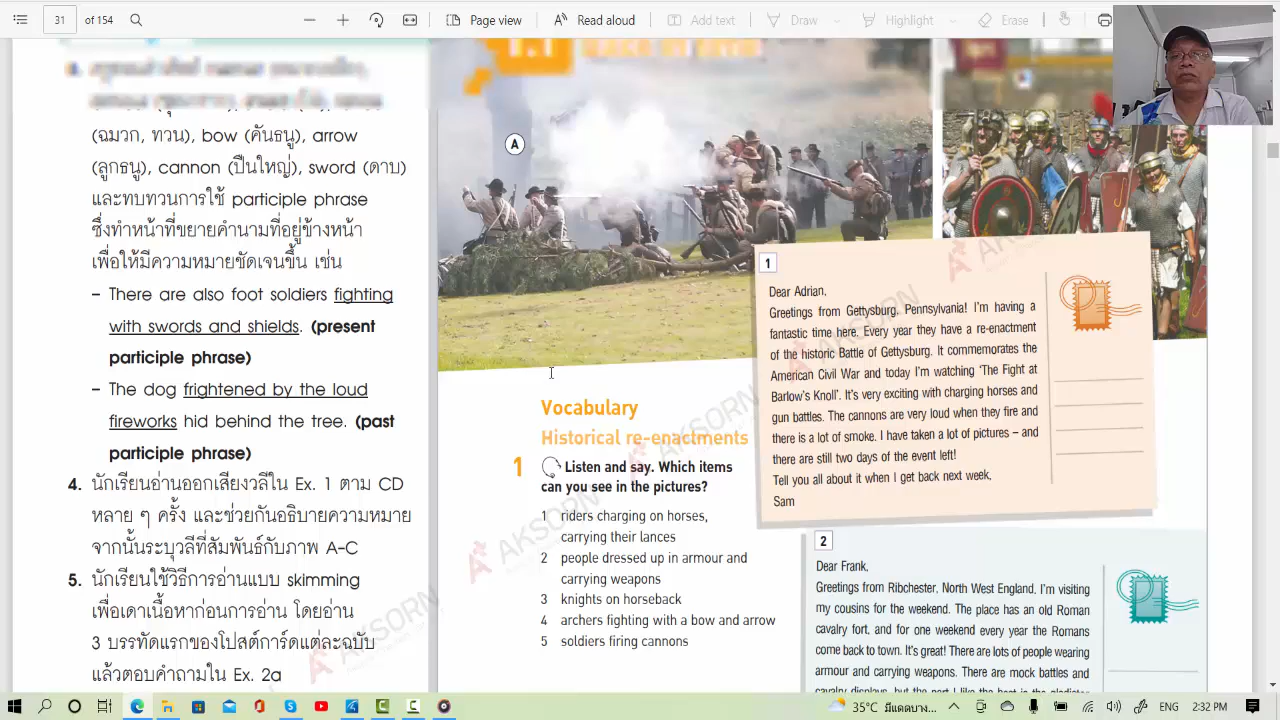 31 of 154
Page view
Read aloud
Add text
Draw
Highlight
Erase
(ฉมวก, ทวน), bow (คันธนู), arrow
(ลูกธนู), cannon (ปืนใหญ่), sword (ดาบ)
และทบทวนการใช้ participle phrase
ซึ่งทำหน้าที่ขยายคำนามที่อยู่ข้างหน้า
เพื่อให้มีความหมายชัดเจนขึ้น เช่น
– There are also foot soldiers fighting
with swords and shields. (present
participle phrase)
– The dog frightened by the loud
fireworks hid behind the tree. (past
participle phrase)
4. นักเรียนอ่านออกเสียงวลีใน Ex. 1 ตาม CD
หลาย ๆ ครั้ง และช่วยกันอธิบายความหมาย
จากนั้นระบุวลีที่สัมพันธ์กับภาพ A-C
5. นักเรียนใช้วิธีการอ่านแบบ skimming
เพื่อเดาเนื้อหาก่อนการอ่าน โดยอ่าน
3 บรรทัดแรกของโปสต์การ์ดแต่ละฉบับ
แล้วตอบคำถามใน Ex. 2a
A
Vocabulary
Historical re-enactments
1 Listen and say. Which items
can you see in the pictures?
1 riders charging on horses,
carrying their lances
2 people dressed up in armour and
carrying weapons
3 knights on horseback
4 archers fighting with a bow and arrow
5 soldiers firing cannons
1
Dear Adrian,
Greetings from Gettysburg, Pennsylvania! I'm having a
fantastic time here. Every year they have a re-enactment
of the historic Battle of Gettysburg. It commemorates the
American Civil War and today I'm watching 'The Fight at
Barlow's Knoll'. It's very exciting with charging horses and
gun battles. The cannons are very loud when they fire and
there is a lot of smoke. I have taken a lot of pictures – and
there are still two days of the event left!
Tell you all about it when I get back next week,
Sam
2
Dear Frank,
Greetings from Ribchester, North West England. I'm visiting
my cousins for the weekend. The place has an old Roman
cavalry fort, and for one weekend every year the Romans
come back to town. It's great! There are lots of people wearing
armour and carrying weapons. There are mock battles and
cavalry displays, but the part I like the best is the gladiator
AKSORN
AKSORN
AKSORN
AKSORN
AKSORN
35°C มีแดดบาง...
ENG
2:32 PM